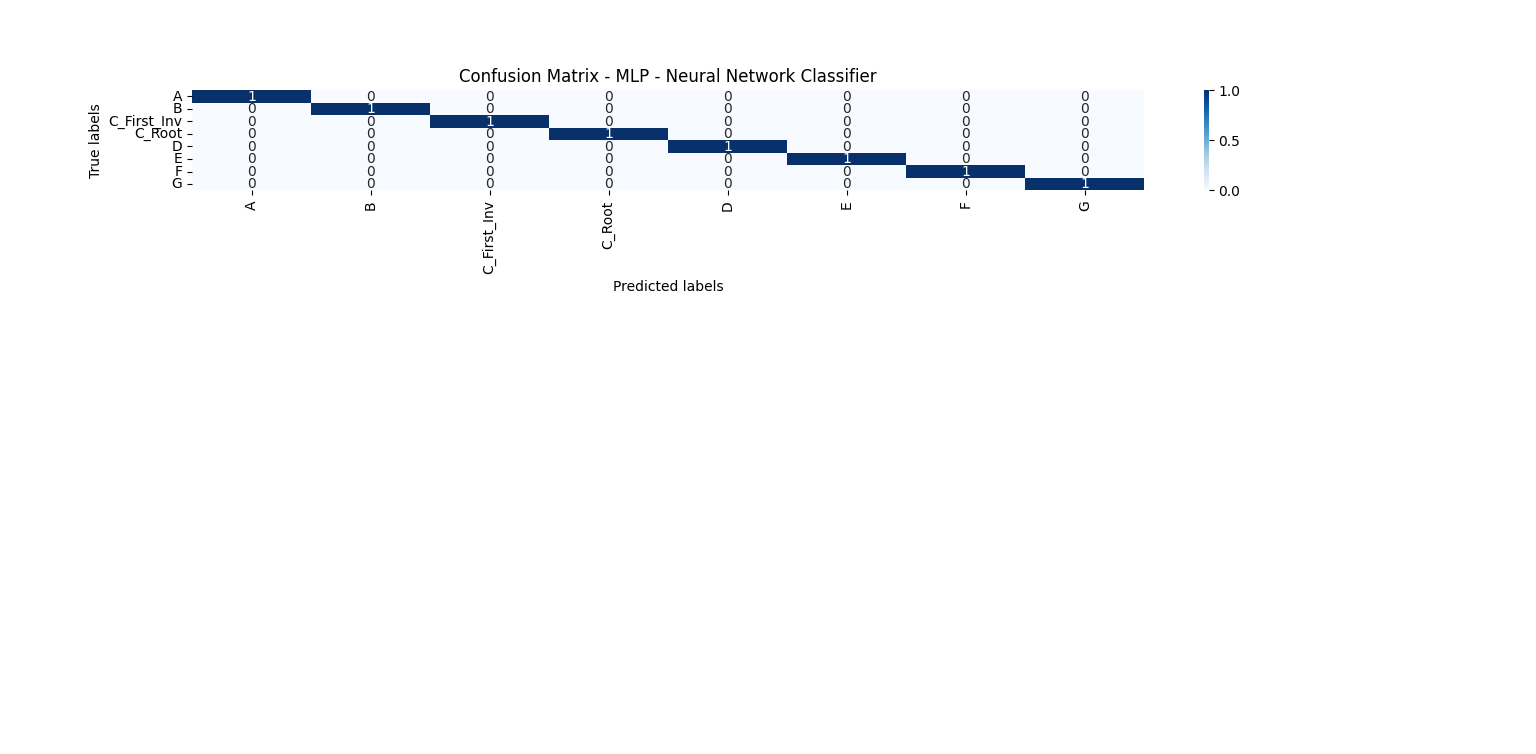 Confusion Matrix - MLP - Neural Network Classifier
True labels
A 1 0 0 0 0 0 0 0
B 0 1 0 0 0 0 0 0
C_First_Inv 0 0 1 0 0 0 0 0
C_Root 0 0 0 1 0 0 0 0
D 0 0 0 0 1 0 0 0
E 0 0 0 0 0 1 0 0
F 0 0 0 0 0 0 1 0
G 0 0 0 0 0 0 0 1
A B C_First_Inv C_Root D E F G
Predicted labels
1.0
0.5
0.0